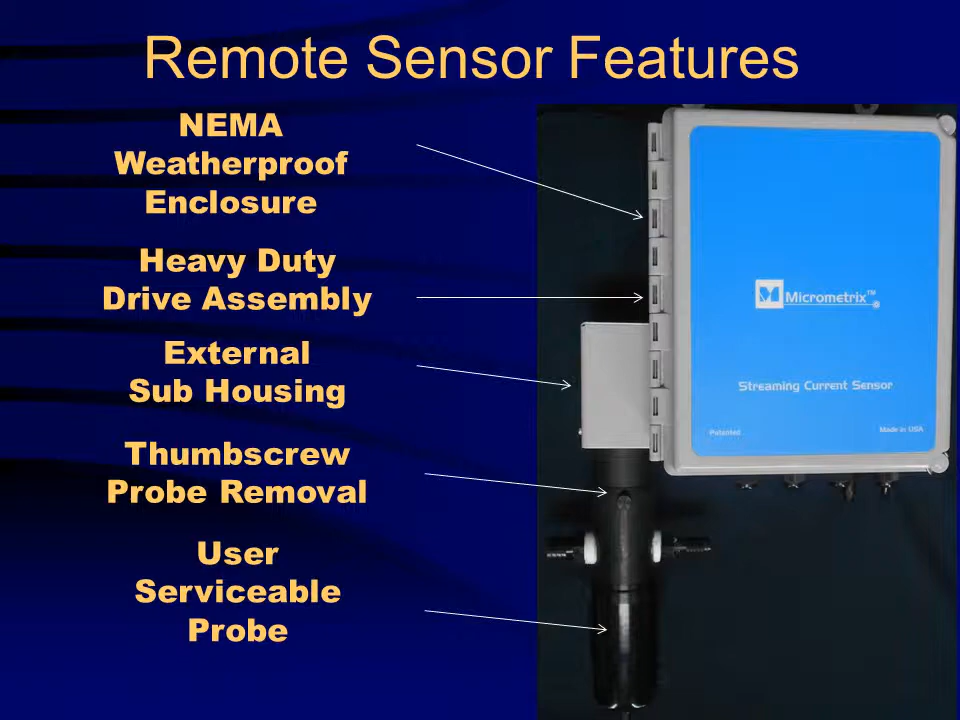 Remote Sensor Features
NEMA
Weatherproof
Enclosure
Heavy Duty
Drive Assembly
External
Sub Housing
Thumbscrew
Probe Removal
User
Serviceable
Probe
Micrometrix™
Streaming Current Sensor
Patented
Made in USA